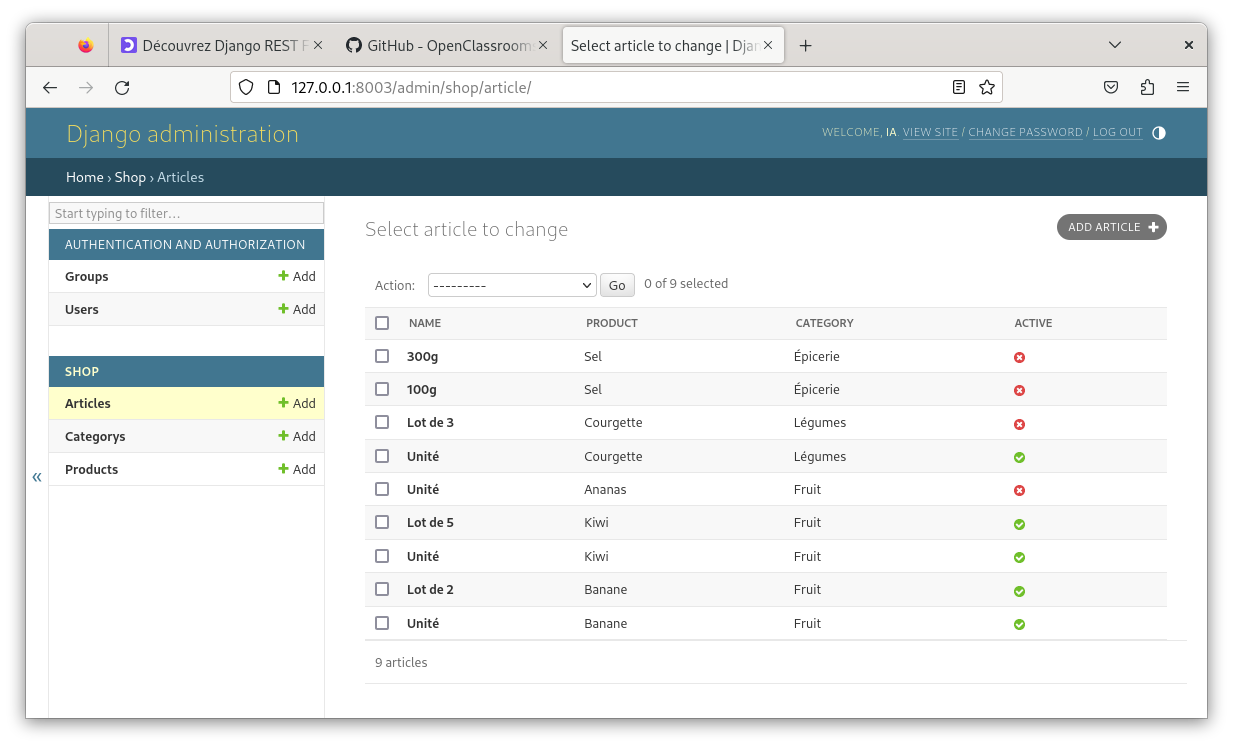 Découvrez Django REST F
GitHub - OpenClassroom
Select article to change | Djan
127.0.0.1:8003/admin/shop/article/
Django administration
WELCOME, IA. VIEW SITE / CHANGE PASSWORD / LOG OUT
Home › Shop › Articles
Start typing to filter…
AUTHENTICATION AND AUTHORIZATION
Groups + Add
Users + Add
SHOP
Articles + Add
Categorys + Add
Products + Add
«
Select article to change
ADD ARTICLE +
Action: --------- Go 0 of 9 selected
NAME PRODUCT CATEGORY ACTIVE
300g Sel Épicerie
100g Sel Épicerie
Lot de 3 Courgette Légumes
Unité Courgette Légumes
Unité Ananas Fruit
Lot de 5 Kiwi Fruit
Unité Kiwi Fruit
Lot de 2 Banane Fruit
Unité Banane Fruit
9 articles